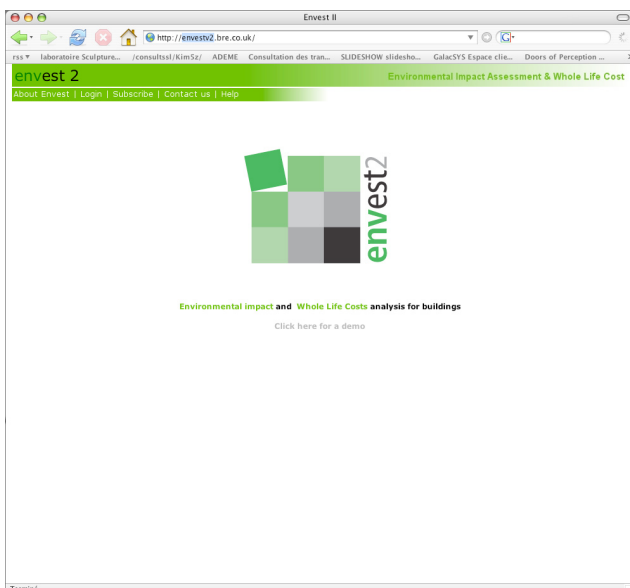 Envest II
http://envestv2.bre.co.uk/
rss laboratoire Sculpture... /consultssl/KimSz/ ADEME Consultation des tran... SLIDESHOW slidesho... GalacSYS Espace clie... Doors of Perception ...
envest 2 Environmental Impact Assessment & Whole Life Cost
About Envest | Login | Subscribe | Contact us | Help
envest2
Environmental impact and Whole Life Costs analysis for buildings
Click here for a demo